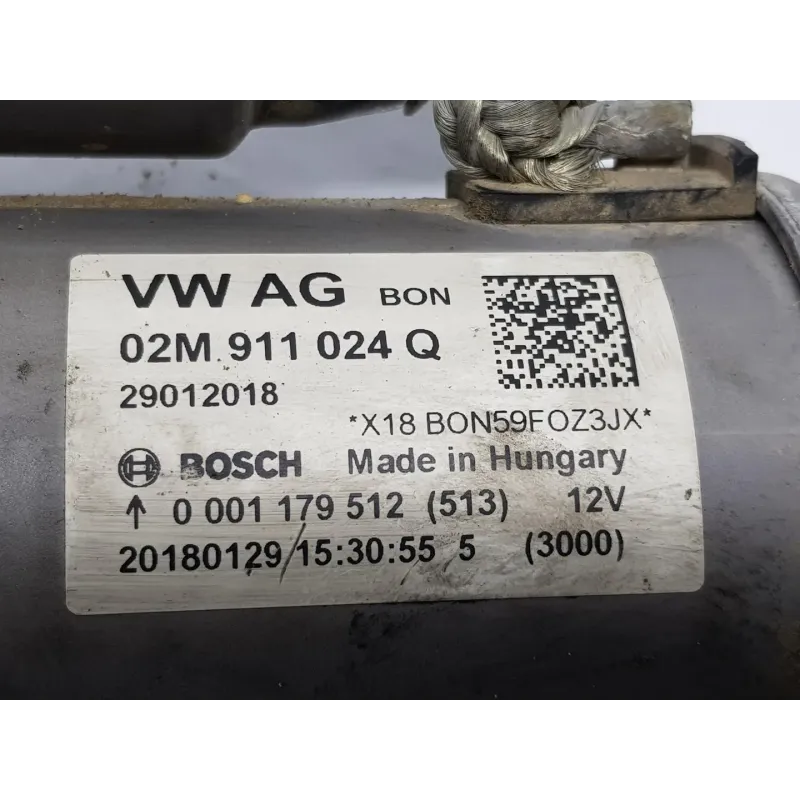 VW AG BON
02M 911 024 Q
29012018
*X18 BON59FOZ3JX*
BOSCH Made in Hungary
↑ 0 001 179 512 (513) 12V
20180129/15:30:55 5 (3000)